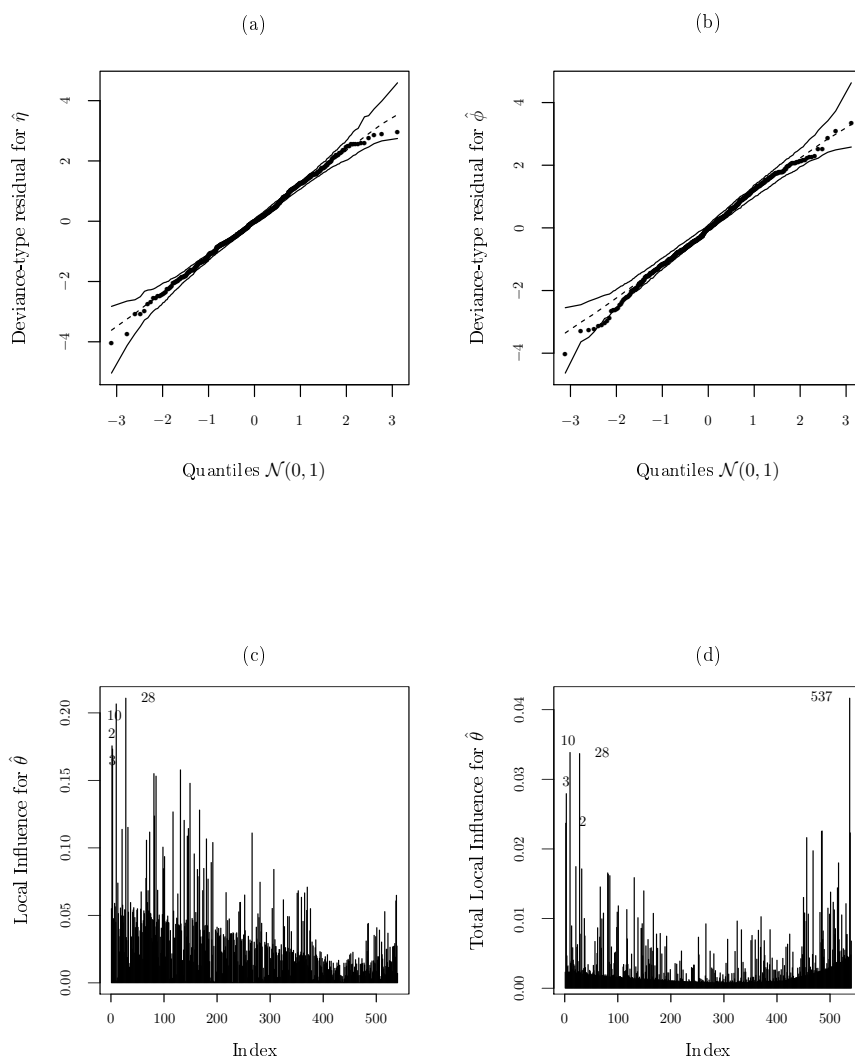 (a)
Deviance-type residual for η̂
4
2
0
−2
−4
−3 −2 −1 0 1 2 3
Quantiles 𝒩(0, 1)
(b)
Deviance-type residual for ϕ̂
4
2
0
−2
−4
−3 −2 −1 0 1 2 3
Quantiles 𝒩(0, 1)
(c)
Local Influence for θ̂
0.20
0.15
0.10
0.05
0.00
28
10
2
3
0 100 200 300 400 500
Index
(d)
Total Local Influence for θ̂
0.04
0.03
0.02
0.01
0.00
537
10
28
3
2
0 100 200 300 400 500
Index